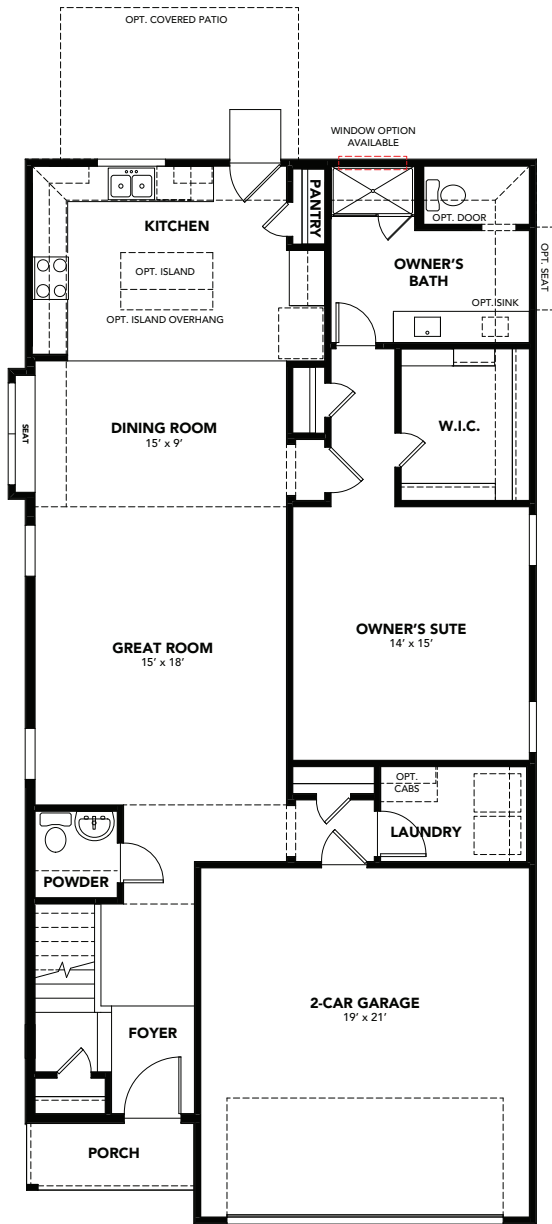 OPT. COVERED PATIO
WINDOW OPTION
AVAILABLE
PANTRY
KITCHEN
OPT. DOOR
OPT. SEAT
OWNER'S
BATH
OPT. ISLAND
OPT.SINK
OPT. ISLAND OVERHANG
SEAT
DINING ROOM
15' x 9'
W.I.C.
GREAT ROOM
15' x 18'
OWNER'S SUTE
14' x 15'
OPT.
CABS
LAUNDRY
POWDER
2-CAR GARAGE
19' x 21'
FOYER
PORCH